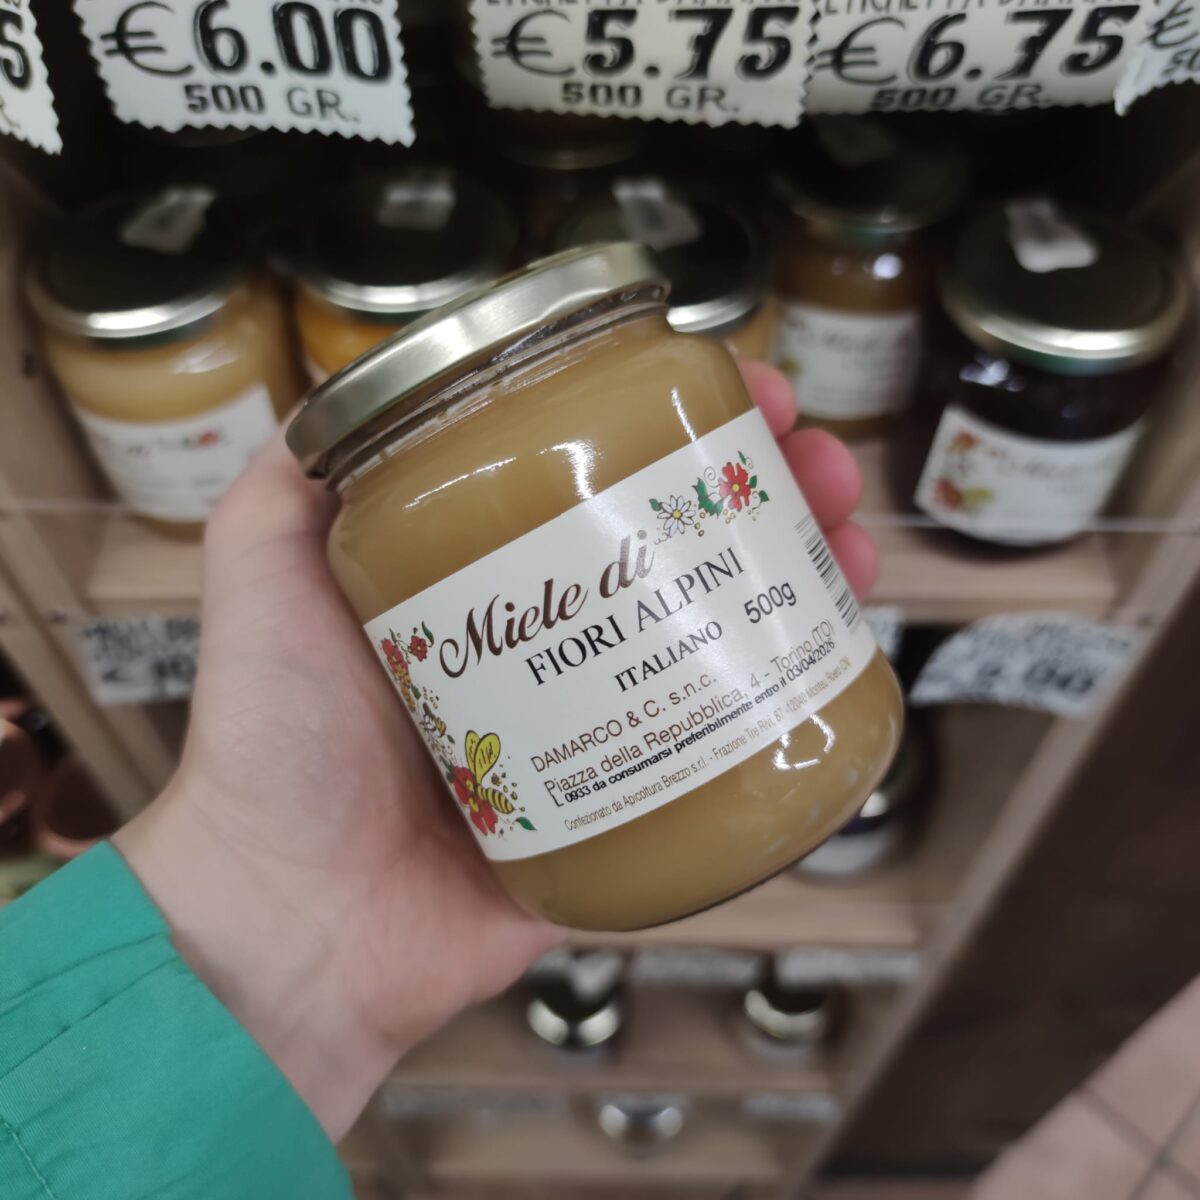 € 6.00
500 GR.
€ 5.75
500 GR.
€ 6.75
500 GR.
Miele di
FIORI ALPINI
ITALIANO 500g
DAMARCO & C. s.n.c.
Piazza della Repubblica, 4 - Torino (TO)
L 0933 da consumarsi preferibilmente entro il 03/04/2026
Confezionato da Apicoltura Brezzo s.r.l. - Frazione Tre Rivi, 87 - 12040 Monteu Roero (CN)